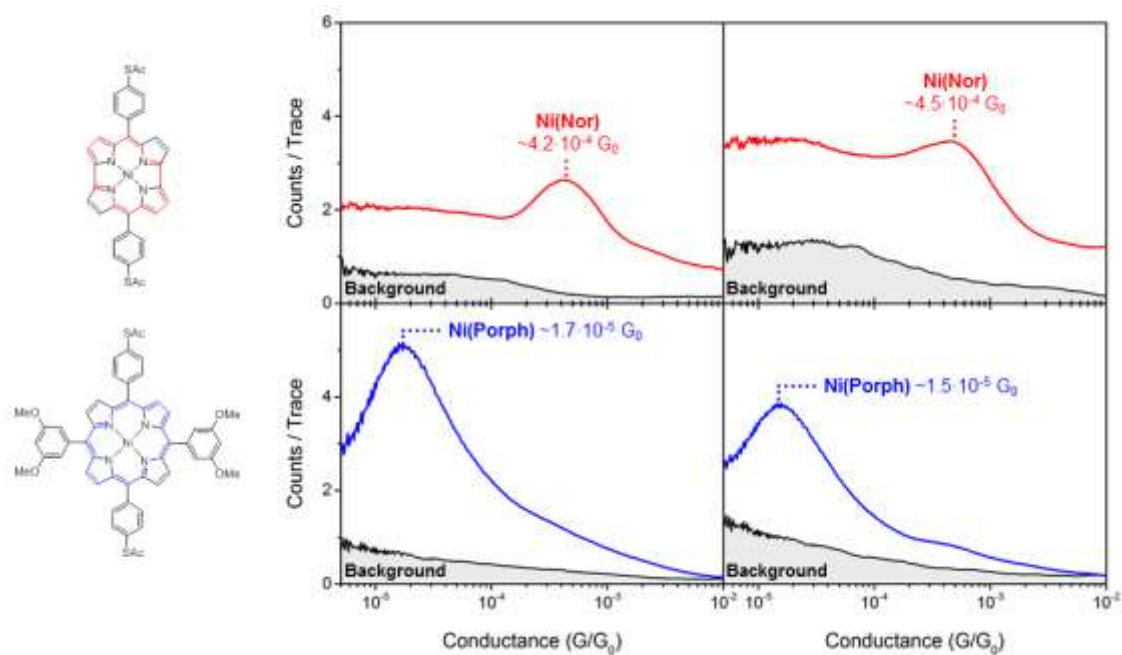 SAc
N
N
Ni
N
N
SAc
SAc
MeO
OMe
N
N
Ni
N
N
MeO
OMe
SAc
Counts / Trace
6
4
2
0
Ni(Nor)
~4.2·10⁻⁴ G₀
Background
Ni(Nor)
~4.5·10⁻⁴ G₀
Background
Counts / Trace
4
2
0
Ni(Porph) ~1.7·10⁻⁵ G₀
Background
Ni(Porph) ~1.5·10⁻⁵ G₀
Background
10⁻⁵ 10⁻⁴ 10⁻³ 10⁻²
10⁻⁵ 10⁻⁴ 10⁻³ 10⁻²
Conductance (G/G₀)
Conductance (G/G₀)